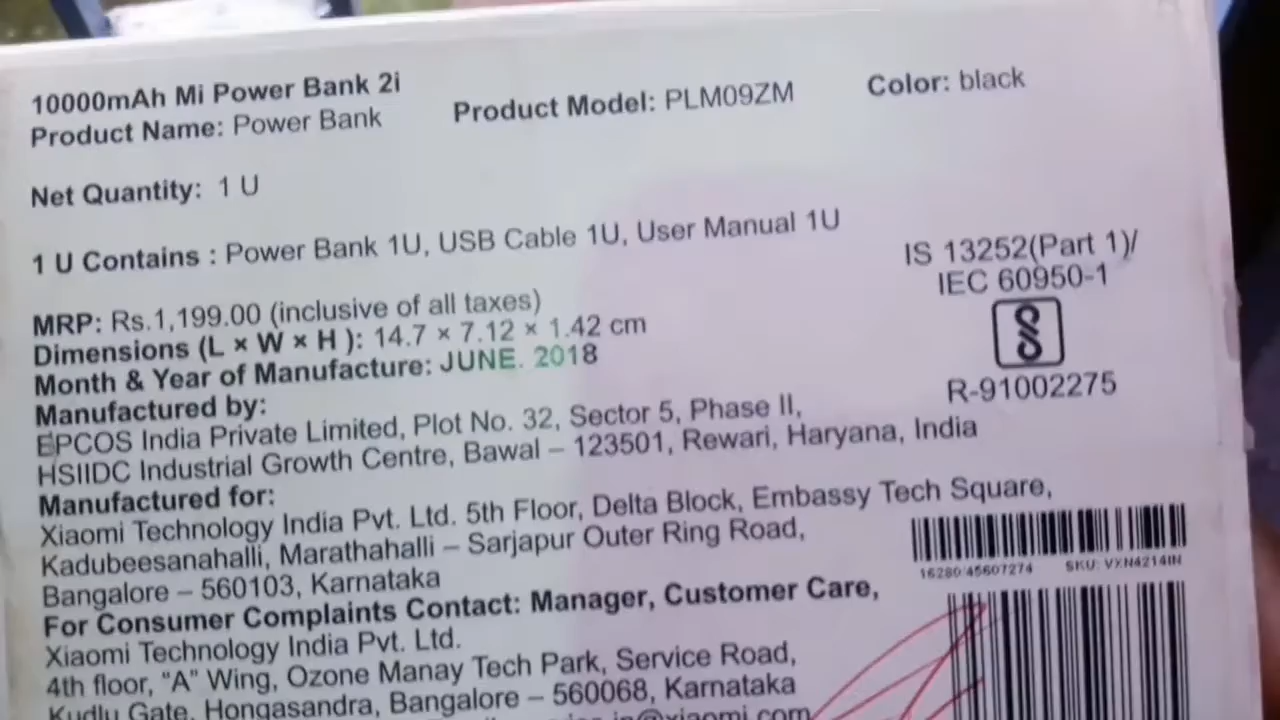 10000mAh Mi Power Bank 2i
Product Name: Power Bank
Product Model: PLM09ZM
Color: black
Net Quantity: 1 U
1 U Contains : Power Bank 1U, USB Cable 1U, User Manual 1U
IS 13252(Part 1)/
IEC 60950-1
R-91002275
MRP: Rs.1,199.00 (inclusive of all taxes)
Dimensions (L × W × H ): 14.7 × 7.12 × 1.42 cm
Month & Year of Manufacture: JUNE. 2018
Manufactured by:
EPCOS India Private Limited, Plot No. 32, Sector 5, Phase II,
HSIIDC Industrial Growth Centre, Bawal – 123501, Rewari, Haryana, India
Manufactured for:
Xiaomi Technology India Pvt. Ltd. 5th Floor, Delta Block, Embassy Tech Square,
Kadubeesanahalli, Marathahalli – Sarjapur Outer Ring Road,
Bangalore – 560103, Karnataka
16280/45607274 SKU: VXN4214IN
For Consumer Complaints Contact: Manager, Customer Care,
Xiaomi Technology India Pvt. Ltd.
4th floor, “A” Wing, Ozone Manay Tech Park, Service Road,
Kudlu Gate, Hongasandra, Bangalore – 560068, Karnataka